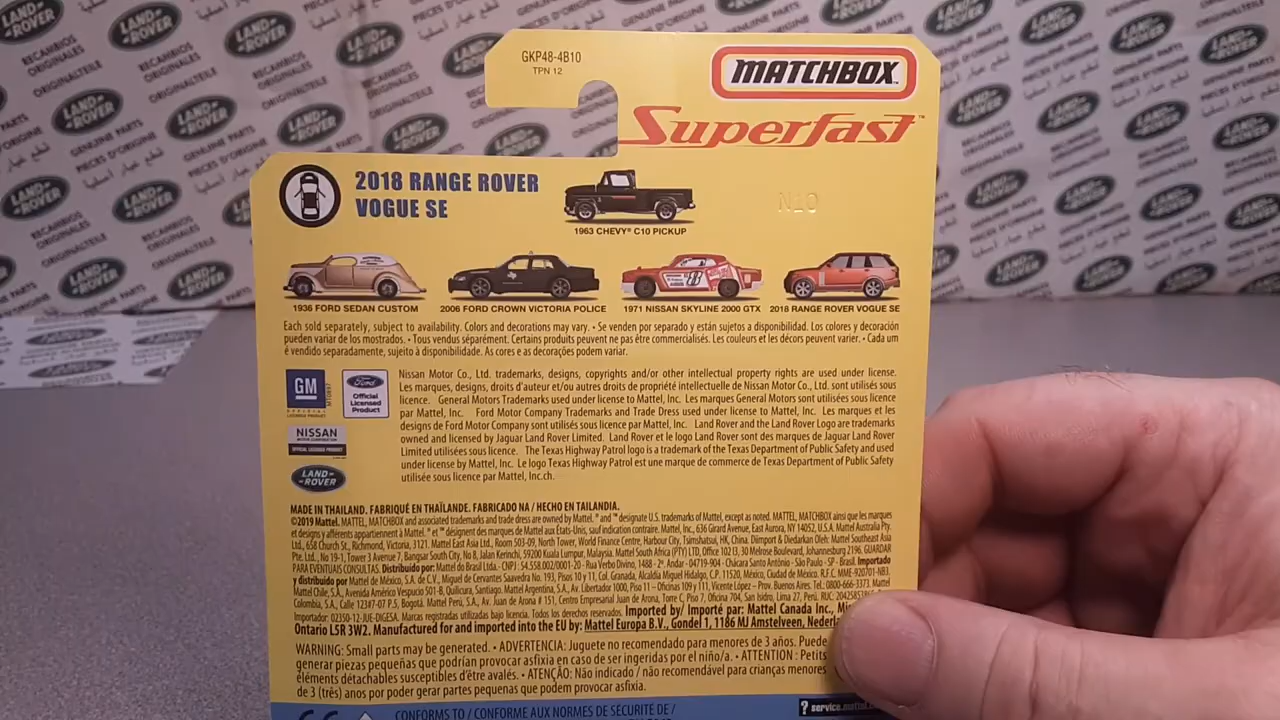 GKP48-4B10
TPN 12
MATCHBOX
Superfast™
2018 RANGE ROVER
VOGUE SE
N10
1963 CHEVY® C10 PICKUP
1936 FORD SEDAN CUSTOM
2006 FORD CROWN VICTORIA POLICE
1971 NISSAN SKYLINE 2000 GTX
2018 RANGE ROVER VOGUE SE
Each sold separately, subject to availability. Colors and decorations may vary. • Se venden por separado y están sujetos a disponibilidad. Los colores y decoración
pueden variar de los mostrados. • Tous vendus séparément. Certains produits peuvent ne pas être commercialisés. Les couleurs et les décors peuvent varier. • Cada um
é vendido separadamente, sujeito à disponibilidade. As cores e as decorações podem variar.
GM
OFFICIAL
LICENSED PRODUCT
Ford
Official
Licensed
Product
NISSAN
OFFICIAL LICENSED PRODUCT
LAND-
ROVER
Nissan Motor Co., Ltd. trademarks, designs, copyrights and/or other intellectual property rights are used under license.
Les marques, designs, droits d'auteur et/ou autres droits de propriété intellectuelle de Nissan Motor Co., Ltd. sont utilisés sous
licence. General Motors Trademarks used under license to Mattel, Inc. Les marques General Motors sont utilisées sous licence
par Mattel, Inc. Ford Motor Company Trademarks and Trade Dress used under license to Mattel, Inc. Les marques et les
designs de Ford Motor Company sont utilisés sous licence par Mattel, Inc. Land Rover and the Land Rover Logo are trademarks
owned and licensed by Jaguar Land Rover Limited. Land Rover et le logo Land Rover sont des marques de Jaguar Land Rover
Limited utilisées sous licence. The Texas Highway Patrol logo is a trademark of the Texas Department of Public Safety and used
under license by Mattel, Inc. Le logo Texas Highway Patrol est une marque de commerce de Texas Department of Public Safety
utilisée sous licence par Mattel, Inc.ch.
MADE IN THAILAND. FABRIQUÉ EN THAÏLANDE. FABRICADO NA / HECHO EN TAILANDIA.
©2019 Mattel. MATTEL, MATCHBOX and associated trademarks and trade dress are owned by Mattel. ® and ™ designate U.S. trademarks of Mattel, except as noted. MATTEL, MATCHBOX ainsi que les marques
et designs y afférents appartiennent à Mattel. ® et ™ désignent des marques de Mattel aux États-Unis, sauf indication contraire. Mattel, Inc., 636 Girard Avenue, East Aurora, NY 14052, U.S.A. Mattel Australia Pty.
Ltd., 658 Church St., Richmond, Victoria, 3121. Mattel East Asia Ltd., Room 503-09, North Tower, World Finance Centre, Harbour City, Tsimshatsui, HK, China. Diimport & Diedarkan Oleh: Mattel Southeast Asia
Pte. Ltd., No 19-1, Tower 3 Avenue 7, Bangsar South City, No 8, Jalan Kerinchi, 59200 Kuala Lumpur, Malaysia. Mattel South Africa (PTY) LTD, Office 102 I3, 30 Melrose Boulevard, Johannesburg 2196. GUARDAR
PARA EVENTUAIS CONSULTAS. Distribuido por: Mattel do Brasil Ltda. - CNPJ : 54.558.002/0001-20 - Rua Verbo Divino, 1488 - 2º Andar - 04719-904 - Chácara Santo Antônio - São Paulo - SP - Brasil. Importado
y distribuido por Mattel de México, S.A. de C.V., Miguel de Cervantes Saavedra No. 193, Pisos 10 y 11, Col. Granada, Alcaldía Miguel Hidalgo, C.P. 11520, México, Ciudad de México. R.F.C. MME-920701-NB3.
Mattel Chile, S.A., Avenida Américo Vespucio 501-B, Quilicura, Santiago. Mattel Argentina, S.A., Av. Libertador 1000, Piso 11 – Oficinas 109 y 111, Vicente López – Prov. Buenos Aires. Tel.: 0800-666-3373. Mattel
Colombia, S.A., Calle 123#7-07 P.5, Bogotá. Mattel Perú, S.A., Av. Juan de Arona # 151, Centro Empresarial Juan de Arona, Torre C, Piso 7, Oficina 704, San Isidro, Lima 27, Perú. RUC:
Importador: 02350-12-JUE-DIGESA. Marcas registradas utilizadas bajo licencia. Todos los derechos reservados. Imported by/ Importé par: Mattel Canada Inc.,
Ontario L5R 3W2. Manufactured for and imported into the EU by: Mattel Europa B.V., Gondel 1, 1186 MJ Amstelveen,
WARNING: Small parts may be generated. • ADVERTENCIA: Juguete no recomendado para menores de 3 años. Puede
generar piezas pequeñas que podrían provocar asfixia en caso de ser ingeridas por el niño/a. • ATTENTION : Petits
éléments détachables susceptibles d'être avalés. • ATENÇÃO: Não indicado / não recomendável para crianças menores
de 3 (três) anos por poder gerar partes pequenas que podem provocar asfixia.
CONFORMS TO / CONFORME AUX NORMES DE SÉCURITÉ DE /
? service.mattel
LAND-
ROVER
GENUINE PARTS
PIÈCES D'ORIGINE
RECAMBIOS
ORIGINALES
ORIGINALTEILE
قطع غيار أصلية